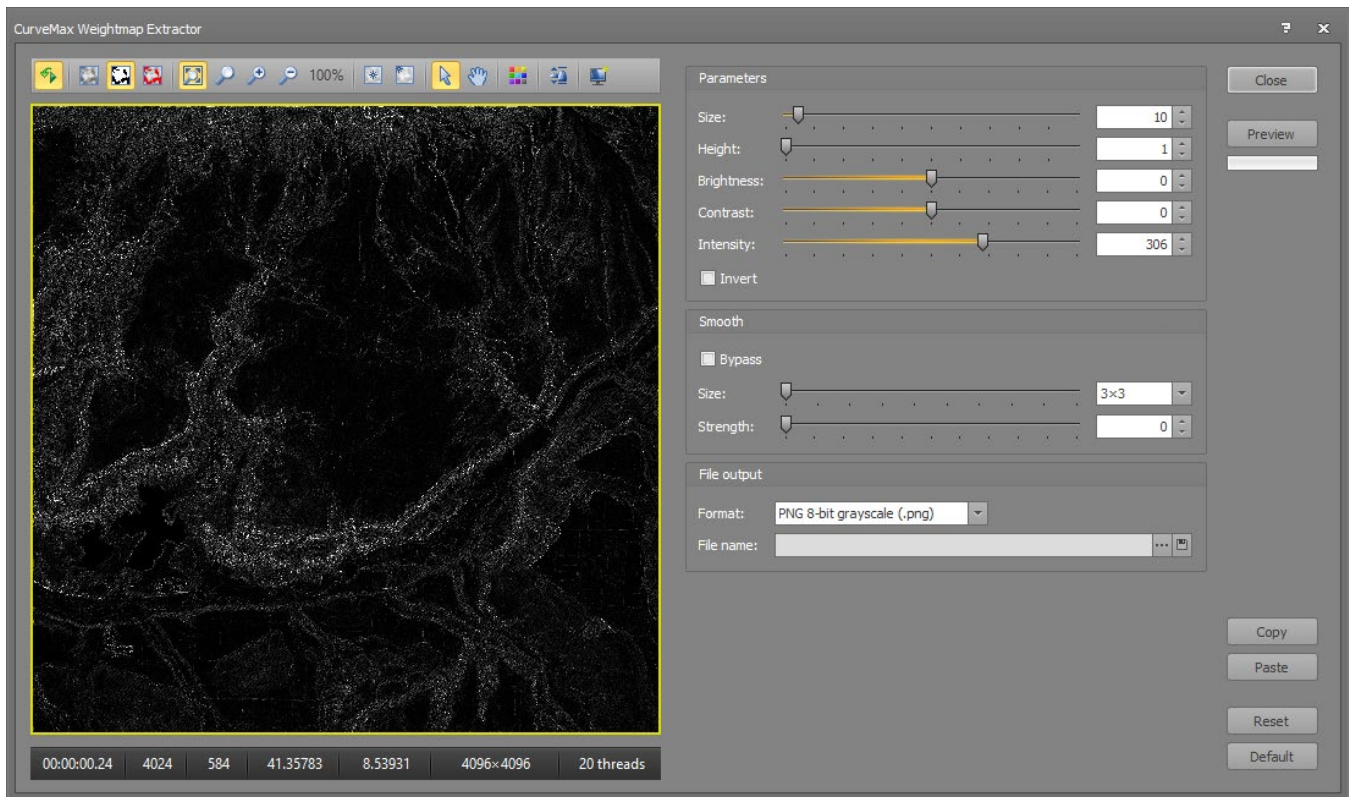 CurveMax Weightmap Extractor
100%
Parameters
Size: 10
Height: 1
Brightness: 0
Contrast: 0
Intensity: 306
Invert
Smooth
Bypass
Size: 3×3
Strength: 0
File output
Format: PNG 8-bit grayscale (.png)
File name:
Close
Preview
Copy
Paste
Reset
Default
00:00:00.24 4024 584 41.35783 8.53931 4096×4096 20 threads